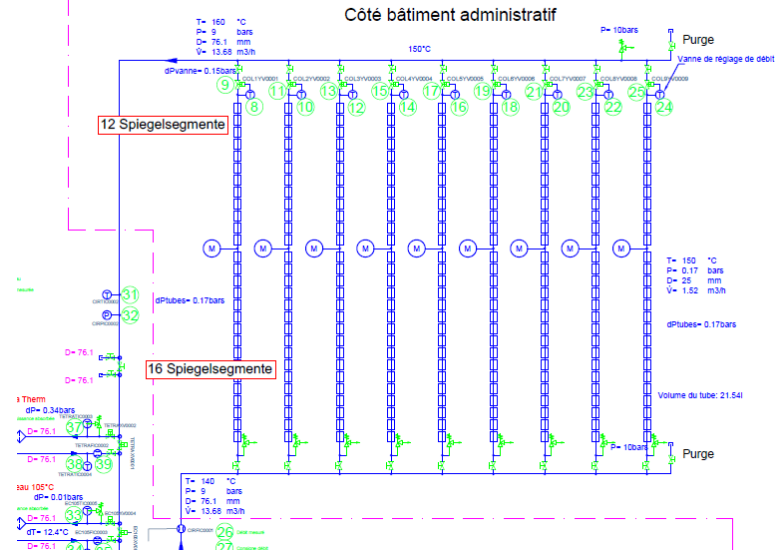 Côté bâtiment administratif
T= 160 °C
P= 9 bars
D= 76.1 mm
V̇= 13.68 m3/h
P= 10bars
Purge
150°C
Vanne de réglage de débit
dPvanne= 0.15bars
COL1YV0001
COL2YV0002
COL3YV0003
COL4YV0004
COL5YV0005
COL6YV0006
COL7YV0007
COL8YV0008
9
11
13
15
17
19
21
23
25
T T T T T T T T T
8
10
12
14
16
18
20
22
24
12 Spiegelsegmente
M M M M M M M M M
T= 150 °C
P= 0.17 bars
D= 25 mm
V̇= 1.52 m3/h
T
31
P
32
dPtubes= 0.17bars
dPtubes= 0.17bars
D= 76.1
D= 76.1
16 Spiegelsegmente
Volume du tube: 21.54l
Therm
dP= 0.34bars
37
D= 76.1
D= 76.1
38
39
P= 10bars
Purge
T= 140 °C
P= 9 bars
D= 76.1 mm
V̇= 13.68 m3/h
eau 105°C
dP= 0.01bars
33
D= 76.1
dT= 12.4°C
D= 76.1
26
27